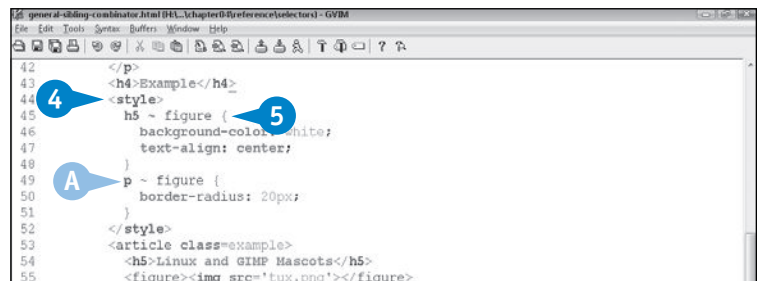 general-sibling-combinator.html (H:\...\chapter04\reference\selectors) - GVIM
File Edit Tools Syntax Buffers Window Help
42 </p>
43 <h4>Example</h4>
44 <style>
4
45 h5 ~ figure {
5
46 background-color: white;
47 text-align: center;
48 }
49 p ~ figure {
A
50 border-radius: 20px;
51 }
52 </style>
53 <article class=example>
54 <h5>Linux and GIMP Mascots</h5>
55 <figure><img src='tux.png'></figure>